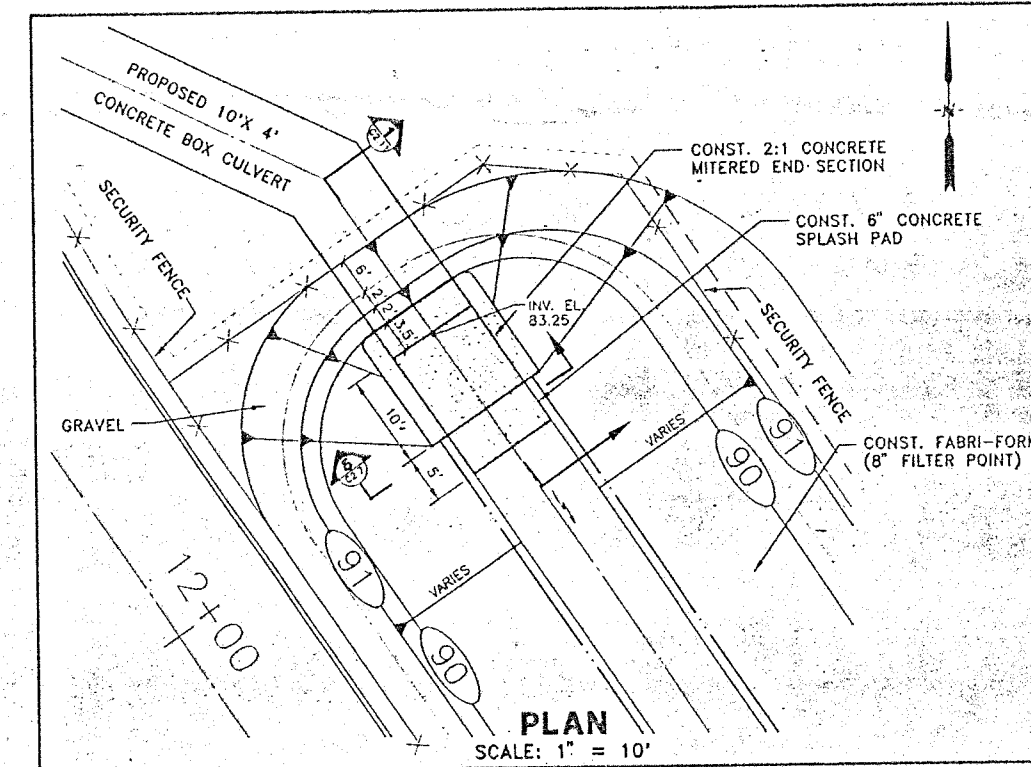 PROPOSED 10'X 4'
CONCRETE BOX CULVERT
1
N
CONST. 2:1 CONCRETE
MITERED END SECTION
SECURITY FENCE
CONST. 6" CONCRETE
SPLASH PAD
6'
2'
2'
3.5'
INV. EL.
83.25
SECURITY FENCE
GRAVEL
10'
5'
VARIES
91
90
CONST. FABRI-FORM
(8" FILTER POINT)
12+00
91
VARIES
90
PLAN
SCALE: 1" = 10'